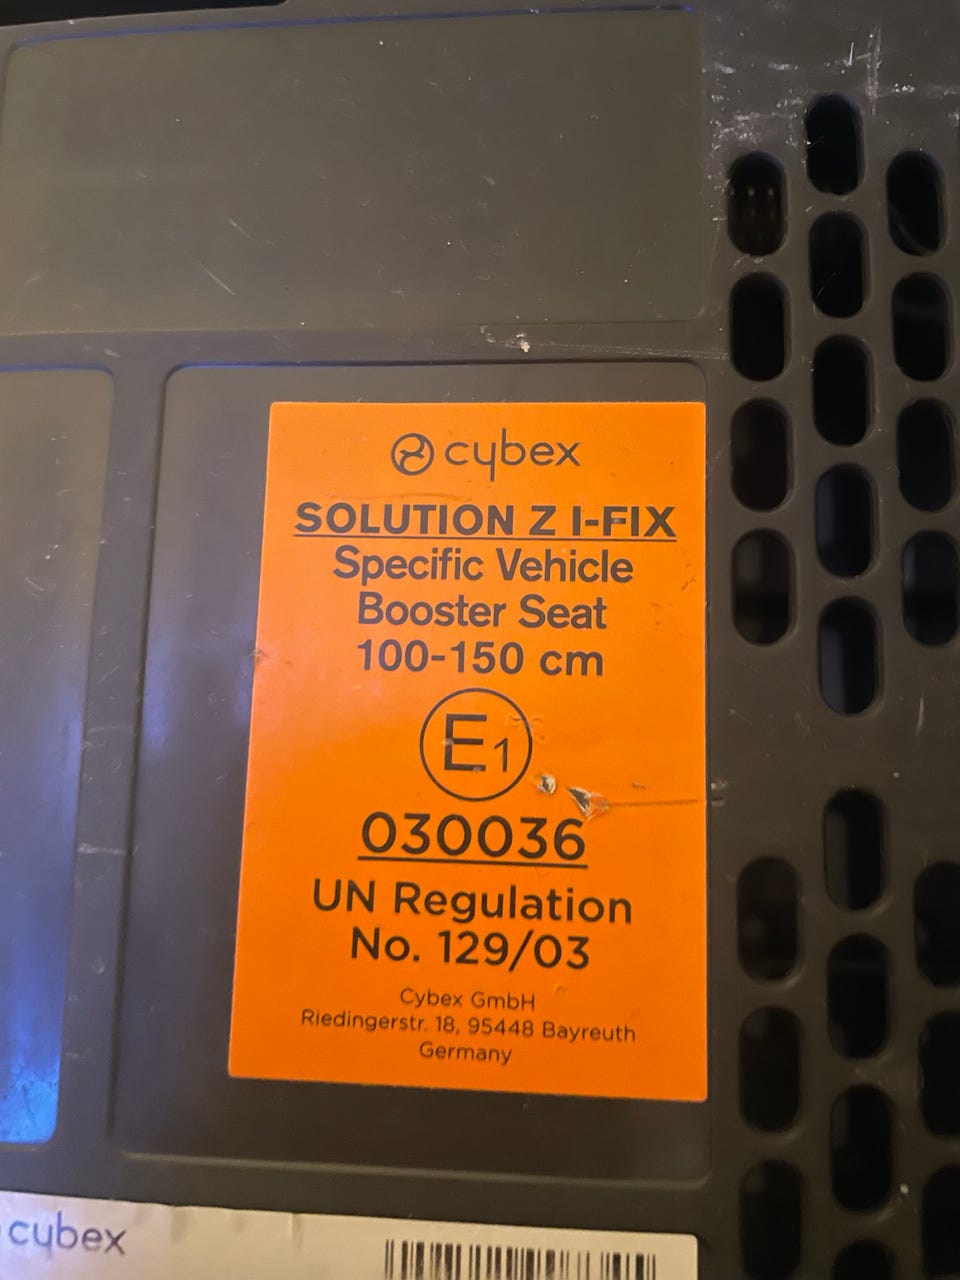 cybex
SOLUTION Z I-FIX
Specific Vehicle
Booster Seat
100-150 cm
E1
030036
UN Regulation
No. 129/03
Cybex GmbH
Riedingerstr. 18, 95448 Bayreuth
Germany
cybex